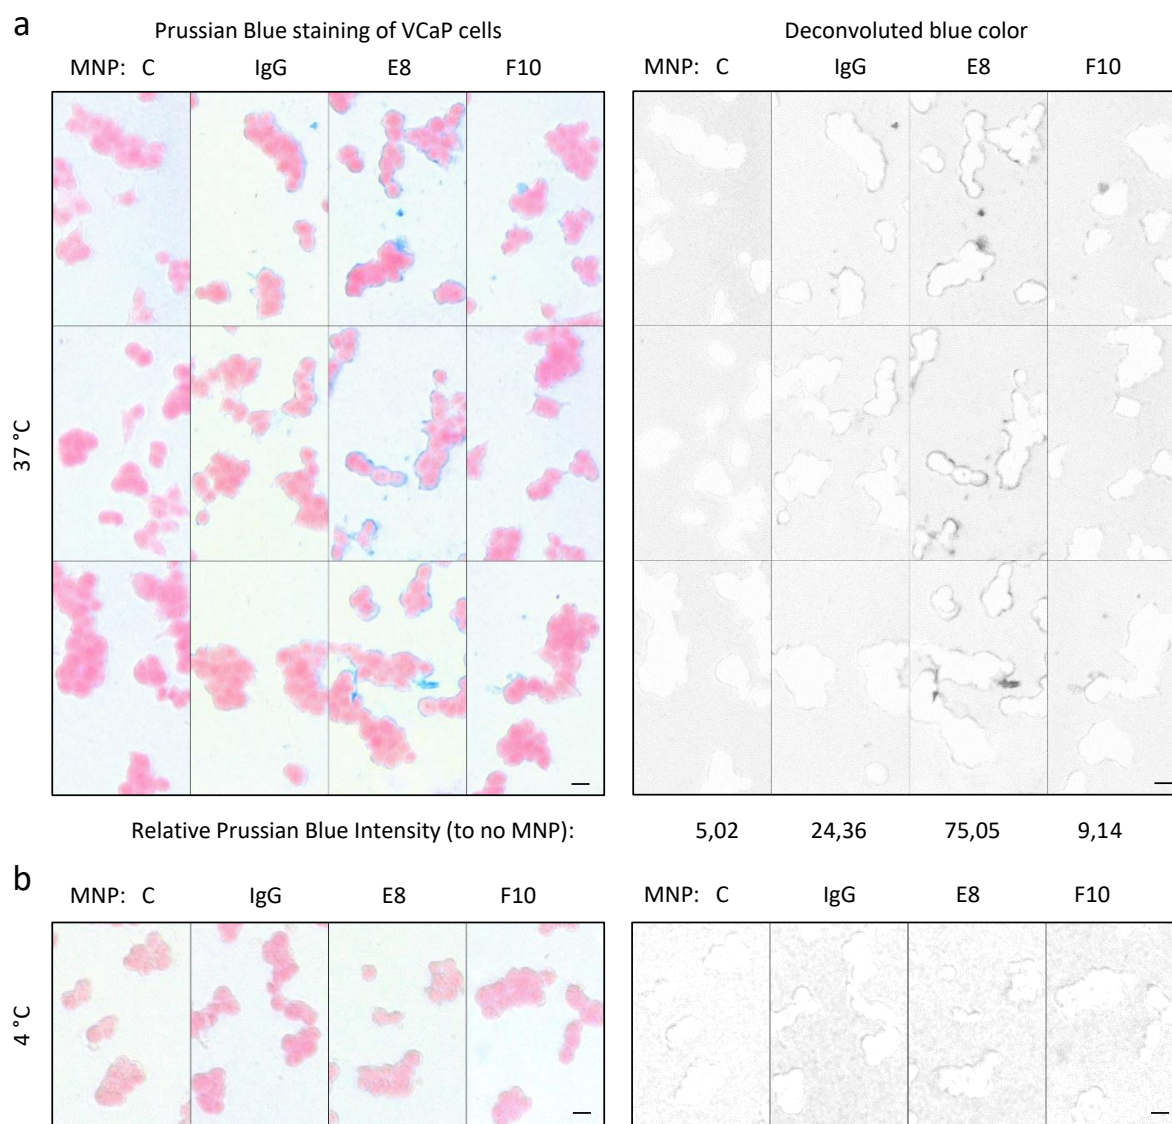 a
Prussian Blue staining of VCaP cells
Deconvoluted blue color
MNP: C IgG E8 F10
MNP: C IgG E8 F10
37 °C
Relative Prussian Blue Intensity (to no MNP): 5,02 24,36 75,05 9,14
b
MNP: C IgG E8 F10
MNP: C IgG E8 F10
4 °C